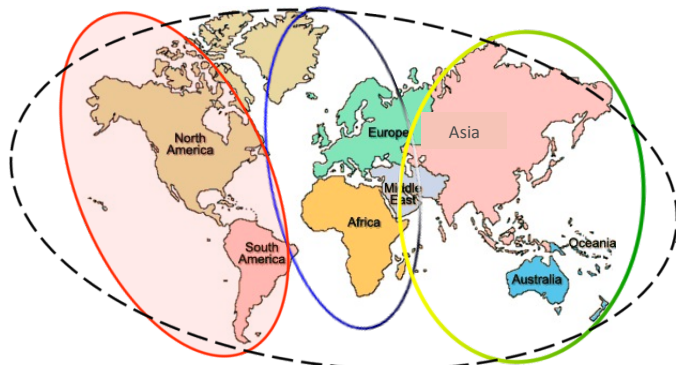 North
America
Europe
Asia
Middle
East
Africa
South
America
Oceania
Australia